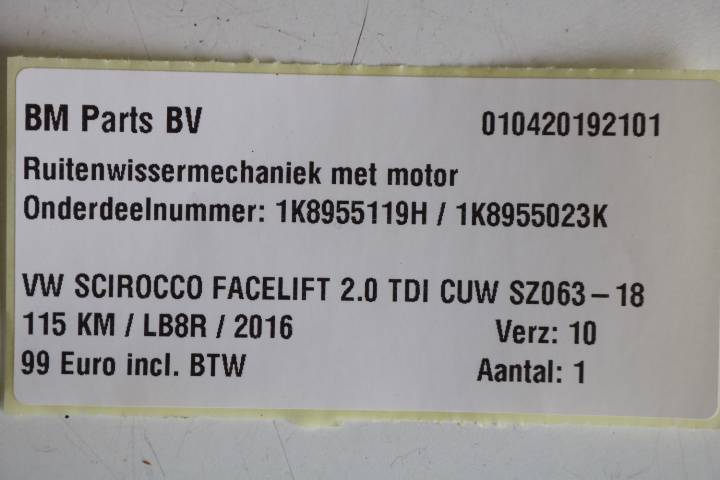 BM Parts BV 010420192101
Ruitenwissermechaniek met motor
Onderdeelnummer: 1K8955119H / 1K8955023K
VW SCIROCCO FACELIFT 2.0 TDI CUW SZ063-18
115 KM / LB8R / 2016 Verz: 10
99 Euro incl. BTW Aantal: 1